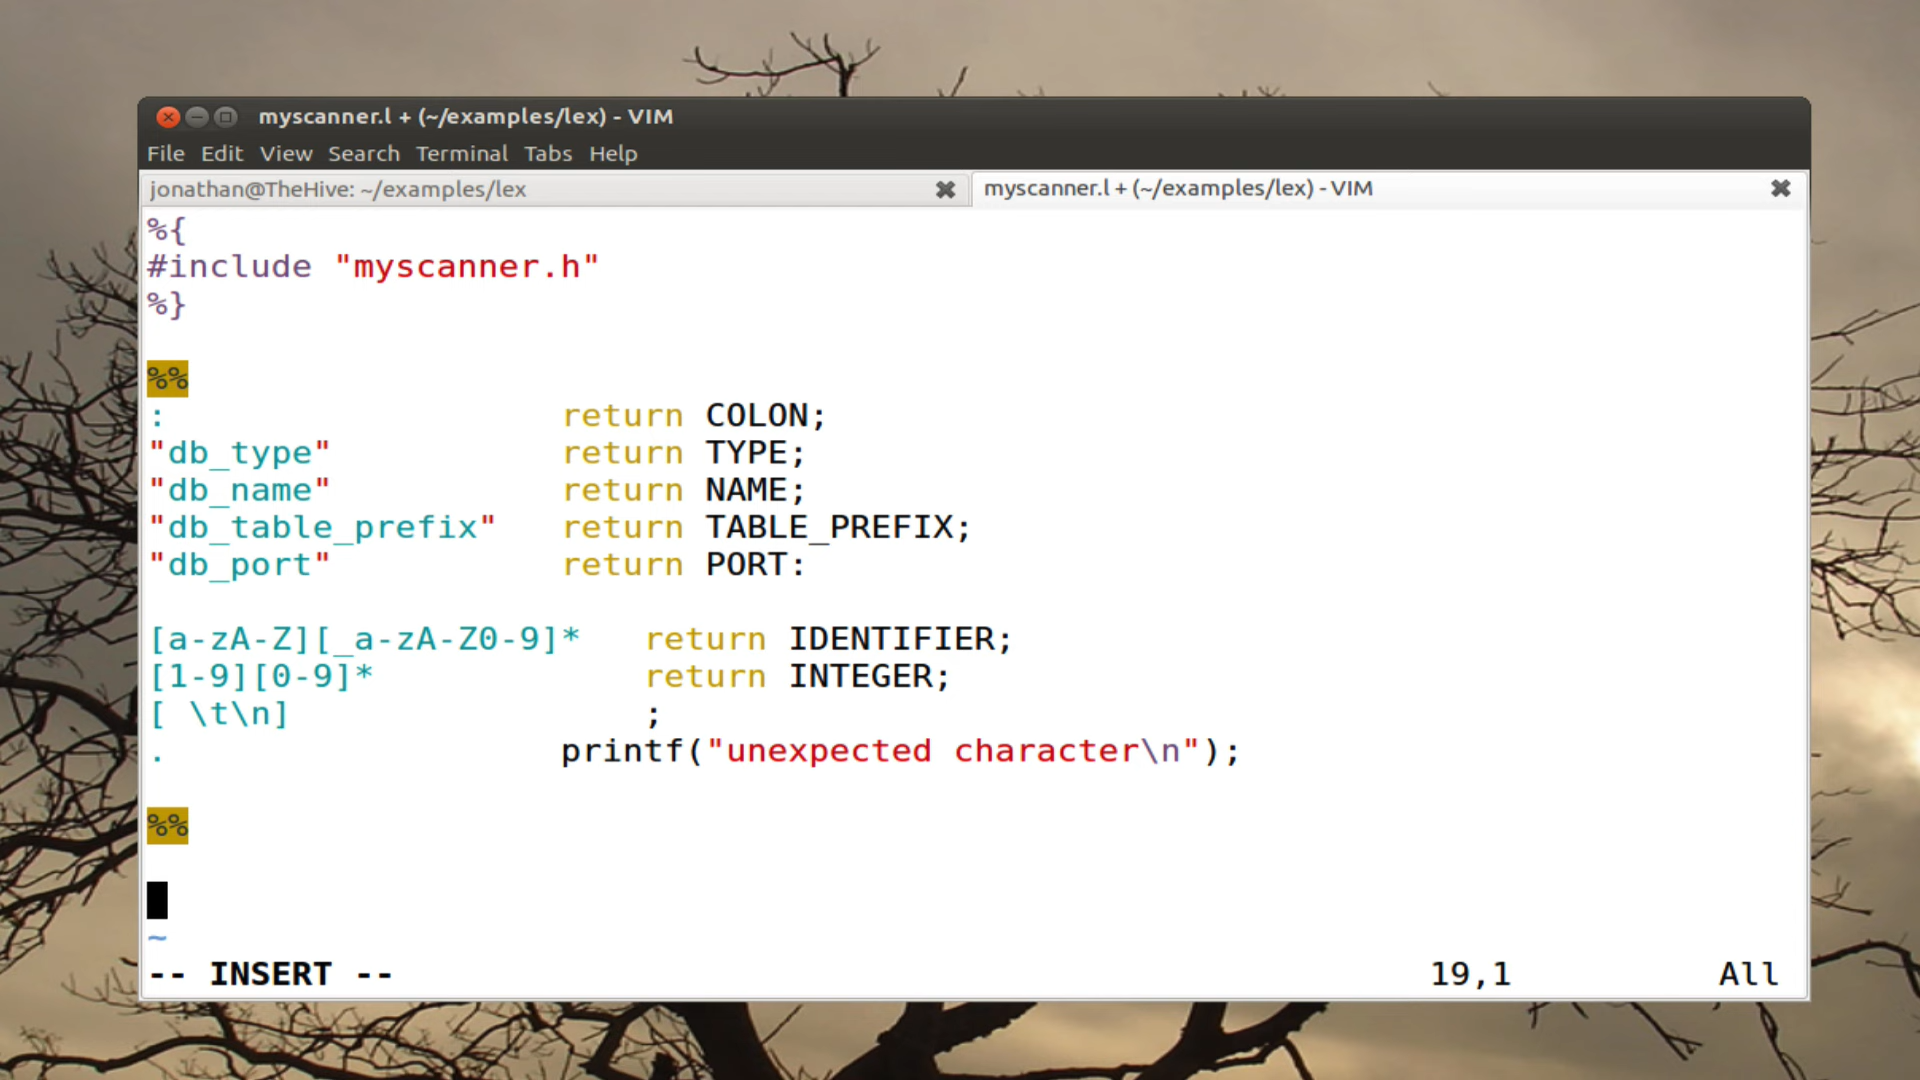 myscanner.l + (~/examples/lex) - VIM
File Edit View Search Terminal Tabs Help
jonathan@TheHive: ~/examples/lex
myscanner.l + (~/examples/lex) - VIM
%{
#include "myscanner.h"
%}
%%
: return COLON;
"db_type" return TYPE;
"db_name" return NAME;
"db_table_prefix" return TABLE_PREFIX;
"db_port" return PORT:
[a-zA-Z][_a-zA-Z0-9]* return IDENTIFIER;
[1-9][0-9]* return INTEGER;
[ \t\n] ;
. printf("unexpected character\n");
%%
~
-- INSERT -- 19,1 All